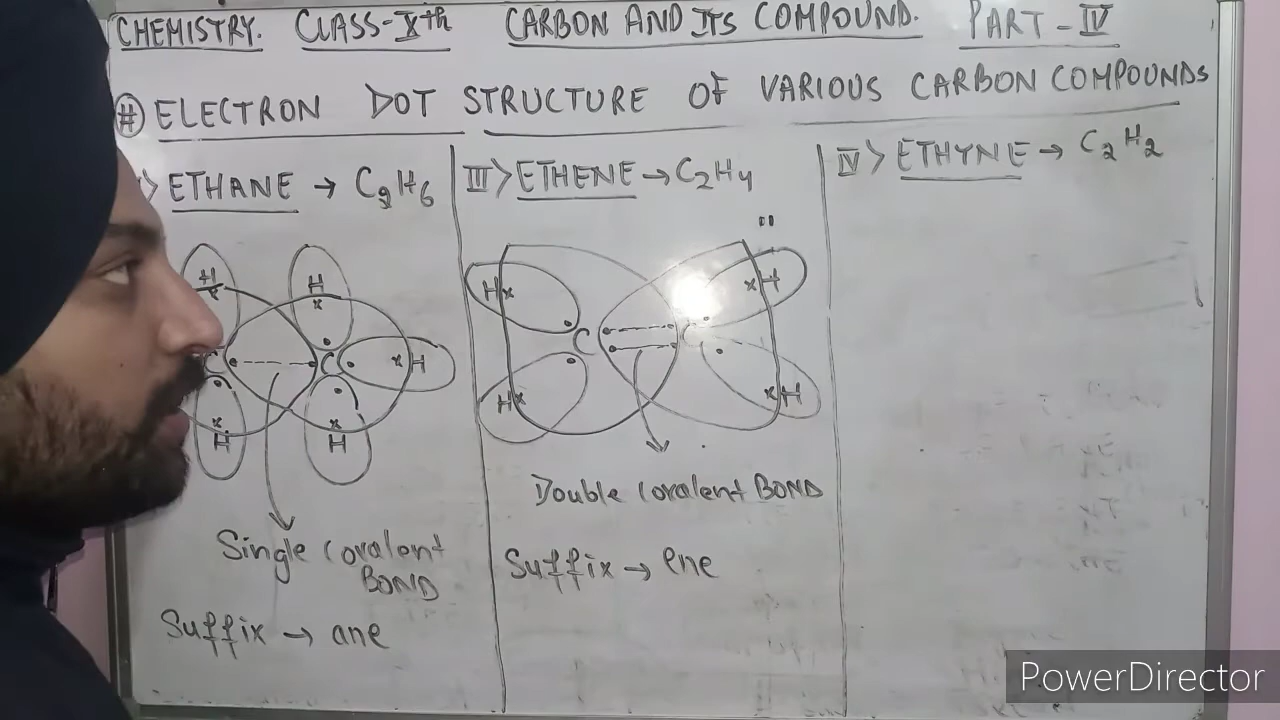 CHEMISTRY. CLASS-Xth CARBON AND ITS COMPOUND. PART-IV
# ELECTRON DOT STRUCTURE OF VARIOUS CARBON COMPOUNDS
> ETHANE → C2H6
III> ETHENE → C2H4
IV> ETHYNE → C2H2
H H
C C H
H H
Single covalent
BOND
Suffix → ane
H H
C C
H H
Double covalent BOND
Suffix → ene
PowerDirector